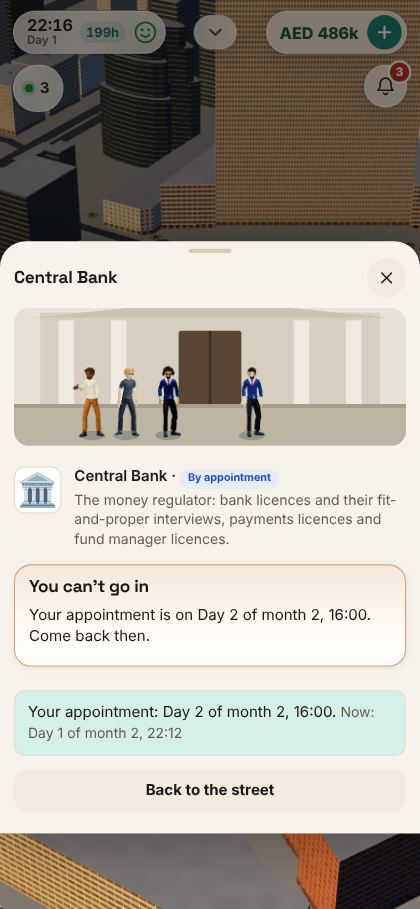 22:16
Day 1
199h
AED 486k
3
3
Central Bank
Central Bank · By appointment
The money regulator: bank licences and their fit-
and-proper interviews, payments licences and
fund manager licences.
You can't go in
Your appointment is on Day 2 of month 2, 16:00.
Come back then.
Your appointment: Day 2 of month 2, 16:00. Now:
Day 1 of month 2, 22:12
Back to the street